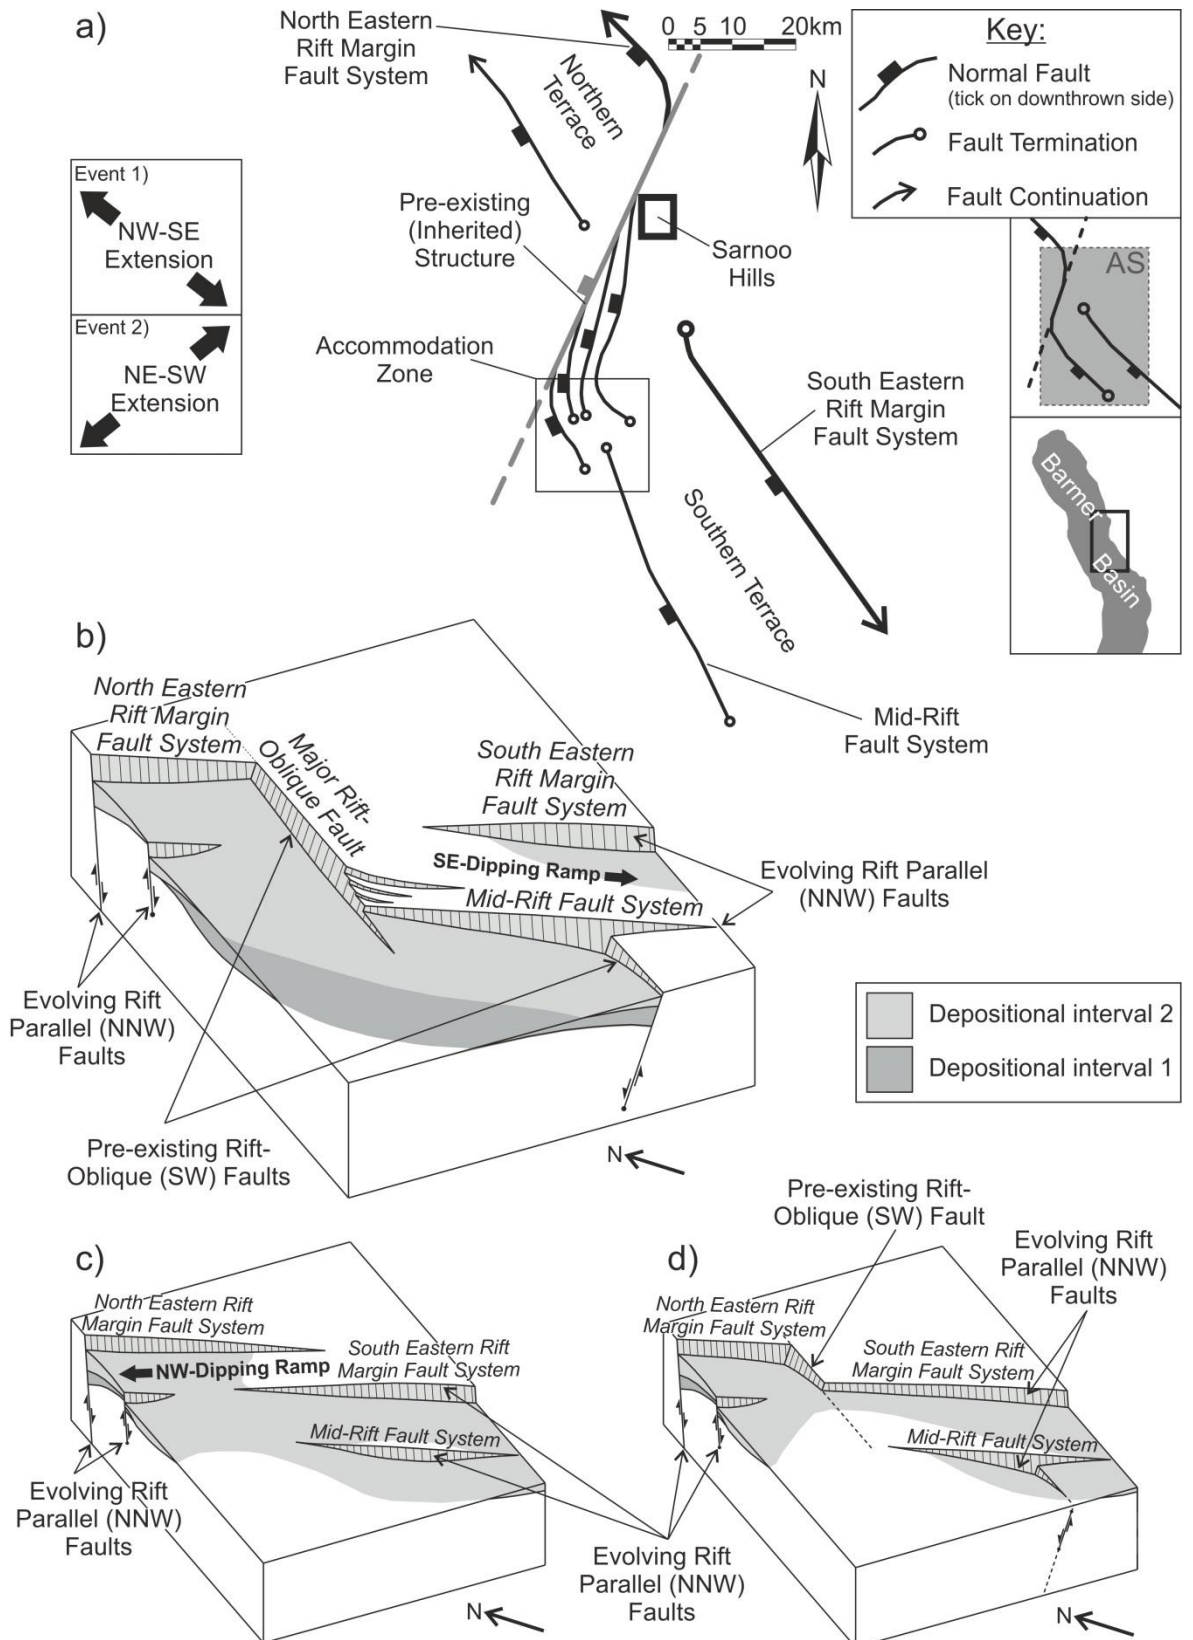 a)
North Eastern
Rift Margin
Fault System
Northern
Terrace
0 5 10 20km
N
Key:
Normal Fault
(tick on downthrown side)
Fault Termination
Fault Continuation
Event 1)
NW-SE
Extension
Event 2)
NE-SW
Extension
Pre-existing
(Inherited)
Structure
Sarnoo
Hills
AS
Accommodation
Zone
South Eastern
Rift Margin
Fault System
Southern Terrace
Barmer
Basin
Mid-Rift
Fault System
b)
North Eastern
Rift Margin
Fault System
Major Rift-
Oblique Fault
South Eastern
Rift Margin
Fault System
SE-Dipping Ramp
Mid-Rift Fault System
Evolving Rift Parallel
(NNW) Faults
Evolving Rift
Parallel (NNW)
Faults
Depositional interval 2
Depositional interval 1
Pre-existing Rift-
Oblique (SW) Faults
N
c)
North Eastern Rift
Margin Fault System
South Eastern Rift
Margin Fault System
NW-Dipping Ramp
Mid-Rift Fault System
Evolving Rift
Parallel (NNW)
Faults
Evolving Rift
Parallel (NNW)
Faults
N
d)
Pre-existing Rift-
Oblique (SW) Fault
Evolving Rift
Parallel (NNW)
Faults
North Eastern Rift
Margin Fault System
South Eastern Rift
Margin Fault System
Mid-Rift Fault System
N